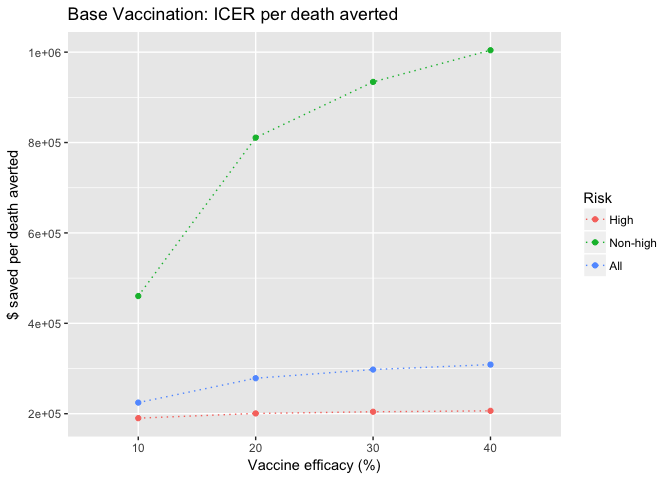 Base Vaccination: ICER per death averted
$ saved per death averted
1e+06
8e+05
6e+05
4e+05
2e+05
10 20 30 40
Vaccine efficacy (%)
Risk
High
Non-high
All